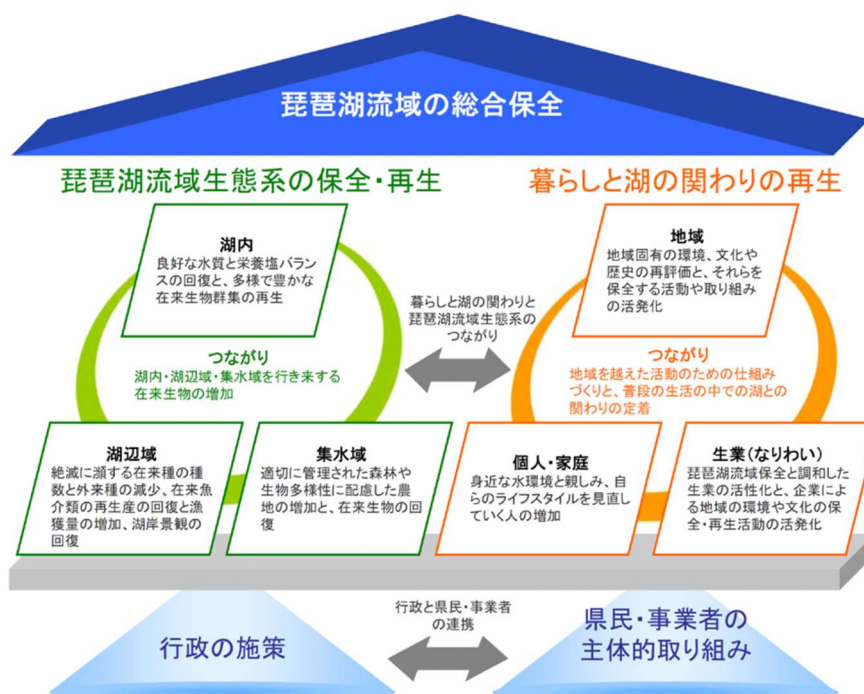 琵琶湖流域の総合保全
琵琶湖流域生態系の保全・再生
湖内
良好な水質と栄養塩バラン
スの回復と、多様で豊かな
在来生物群集の再生
つながり
湖内・湖辺域・集水域を行き来する
在来生物の増加
湖辺域
絶滅に瀕する在来種の種
数と外来種の減少、在来魚
介類の再生産の回復と漁
獲量の増加、湖岸景観の
回復
集水域
適切に管理された森林や
生物多様性に配慮した農
地の増加と、在来生物の回
復
暮らしと湖の関わりと
琵琶湖流域生態系の
つながり
暮らしと湖の関わりの再生
地域
地域固有の環境、文化や
歴史の再評価と、それらを
保全する活動や取り組み
の活発化
つながり
地域を越えた活動のための仕組み
づくりと、普段の生活の中での湖との
関わりの定着
個人・家庭
身近な水環境と親しみ、自
らのライフスタイルを見直し
ていく人の増加
生業(なりわい)
琵琶湖流域保全と調和した
生業の活性化と、企業によ
る地域の環境や文化の保
全・再生活動の活発化
行政の施策
行政と県民・事業者
の連携
県民・事業者の
主体的取り組み